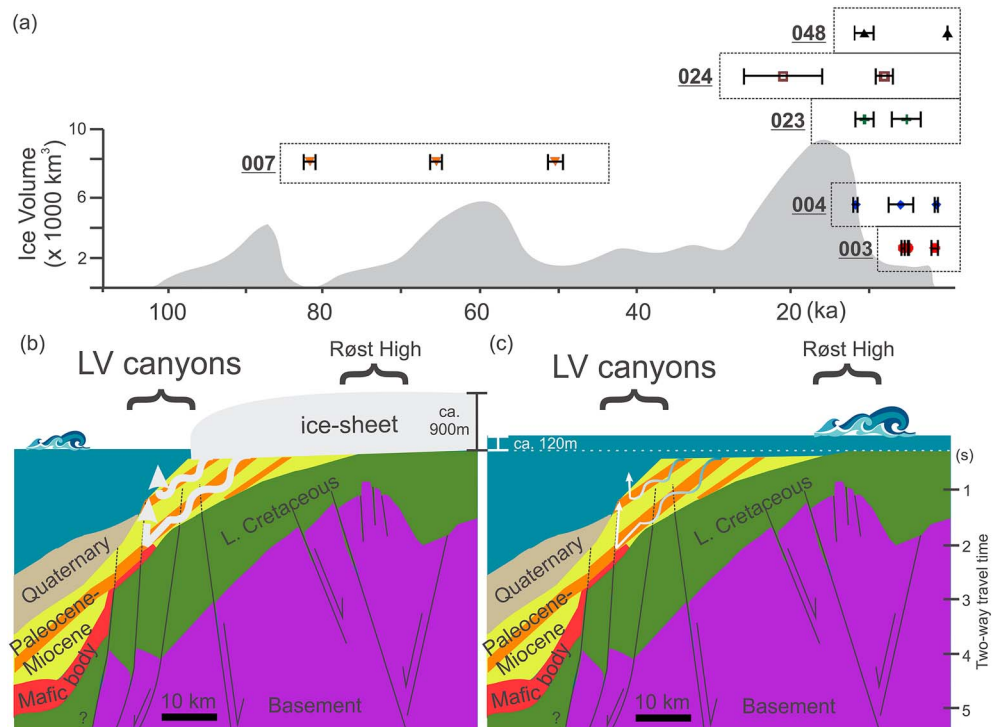 (a)
048
024
023
007
004
003
Ice Volume
(x 1000 km³)
10
6
2
100
80
60
40
20
(ka)
(b)
LV canyons
Røst High
ice-sheet
ca.
900m
Quaternary
Paleocene-
Miocene
Mafic body
L. Cretaceous
Basement
?
10 km
(c)
LV canyons
Røst High
ca. 120m
(s)
1
2
3
4
5
Two-way travel time
Quaternary
Paleocene-
Miocene
Mafic body
L. Cretaceous
Basement
?
10 km